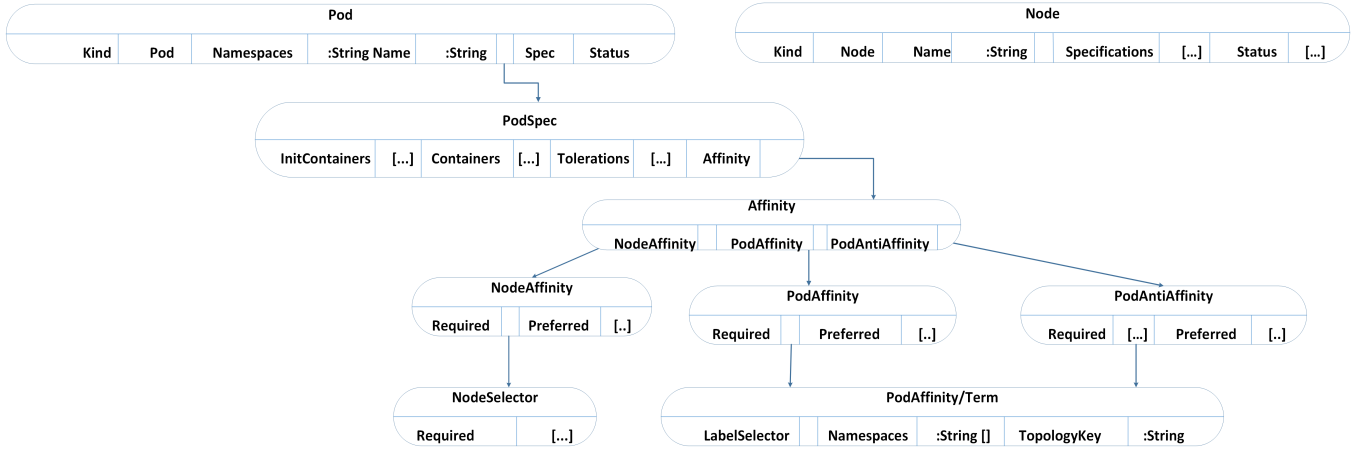 Pod
Kind Pod Namespaces :String Name :String Spec Status
Node
Kind Node Name :String Specifications [...] Status [...]
PodSpec
InitContainers [...] Containers [...] Tolerations [...] Affinity
Affinity
NodeAffinity PodAffinity PodAntiAffinity
NodeAffinity
Required Preferred [..]
PodAffinity
Required Preferred [..]
PodAntiAffinity
Required [...] Preferred [..]
NodeSelector
Required [...]
PodAffinity/Term
LabelSelector Namespaces :String [] TopologyKey :String